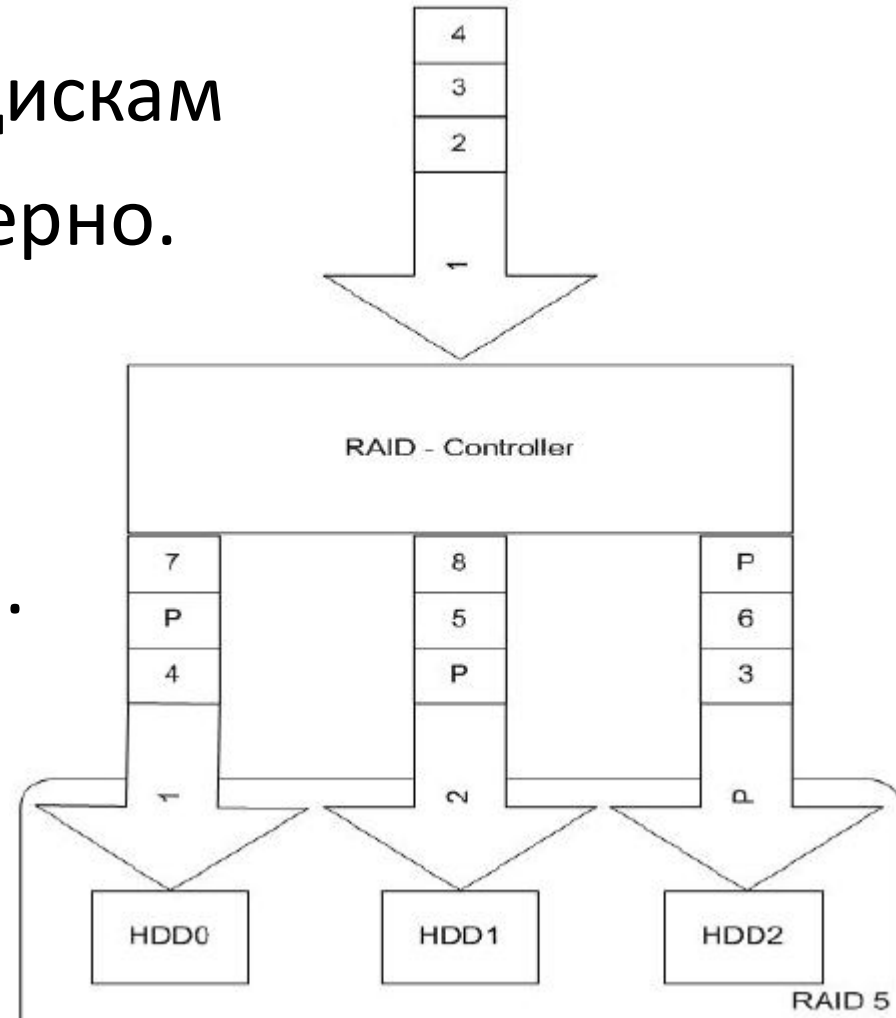 дискам
ерно.
.
4
3
2
1
RAID - Controller
7 8 P
P 5 6
4 P 3
1 2 P
HDD0 HDD1 HDD2
RAID 5